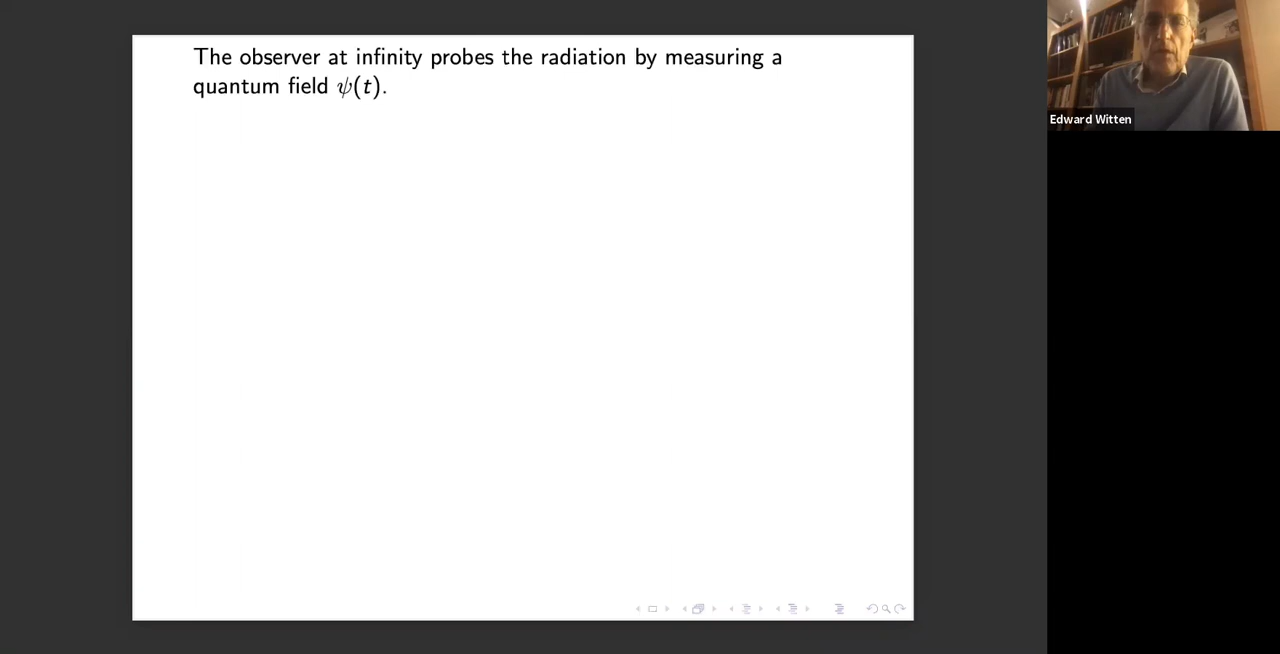 The observer at infinity probes the radiation by measuring a
quantum field ψ(t).
Edward Witten